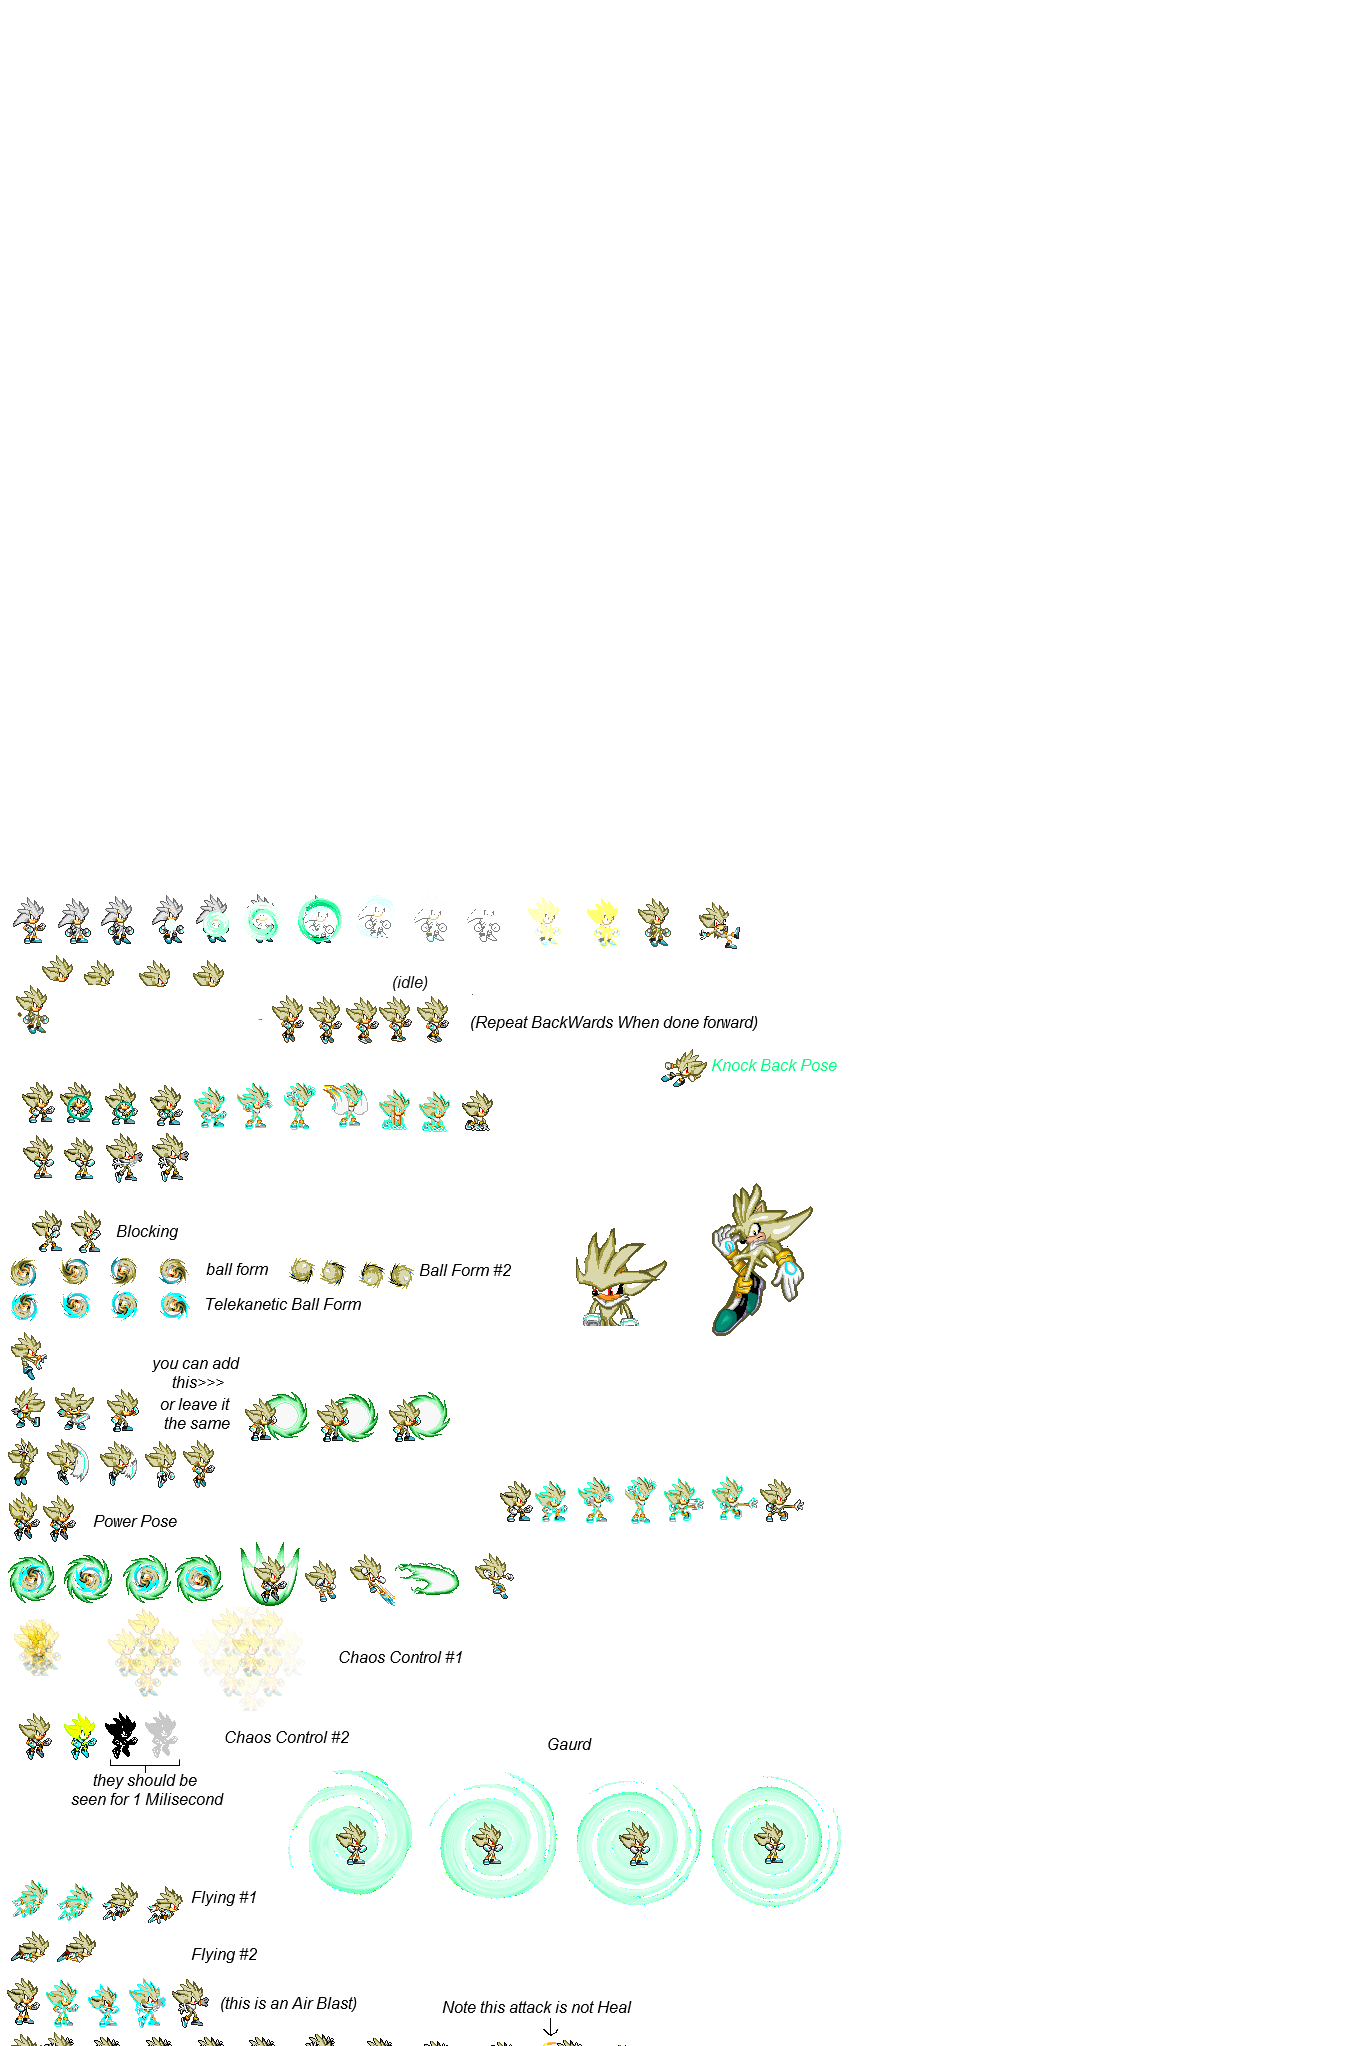 (idle)
(Repeat BackWards When done forward)
Knock Back Pose
Blocking
ball form
Ball Form #2
Telekanetic Ball Form
you can add
this>>>
or leave it
the same
Power Pose
Chaos Control #1
Chaos Control #2
Gaurd
they should be
seen for 1 Milisecond
Flying #1
Flying #2
(this is an Air Blast)
Note this attack is not Heal